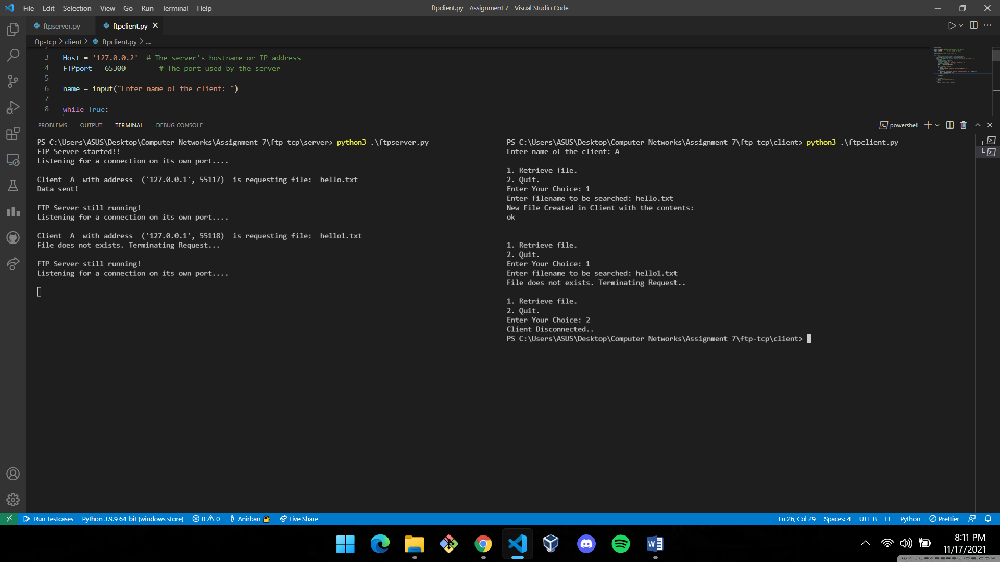 File Edit Selection View Go Run Terminal Help
ftpclient.py - Assignment 7 - Visual Studio Code
ftpserver.py
ftpclient.py
ftp-tcp > client > ftpclient.py > ...
2
3 Host = '127.0.0.2' # The server's hostname or IP address
4 FTPport = 65300 # The port used by the server
5
6 name = input("Enter name of the client: ")
7
8 while True:
PROBLEMS OUTPUT TERMINAL DEBUG CONSOLE
powershell
PS C:\Users\ASUS\Desktop\Computer Networks\Assignment 7\ftp-tcp\server> python3 .\ftpserver.py
FTP Server started!!
Listening for a connection on its own port....
Client A with address ('127.0.0.1', 55117) is requesting file: hello.txt
Data sent!
FTP Server still running!
Listening for a connection on its own port....
Client A with address ('127.0.0.1', 55118) is requesting file: hello1.txt
File does not exists. Terminating Request...
FTP Server still running!
Listening for a connection on its own port....
PS C:\Users\ASUS\Desktop\Computer Networks\Assignment 7\ftp-tcp\client> python3 .\ftpclient.py
Enter name of the client: A
1. Retrieve file.
2. Quit.
Enter Your Choice: 1
Enter filename to be searched: hello.txt
New File Created in Client with the contents:
ok
1. Retrieve file.
2. Quit.
Enter Your Choice: 1
Enter filename to be searched: hello1.txt
File does not exists. Terminating Request..
1. Retrieve file.
2. Quit.
Enter Your Choice: 2
Client Disconnected..
PS C:\Users\ASUS\Desktop\Computer Networks\Assignment 7\ftp-tcp\client>
Run Testcases Python 3.9.9 64-bit (windows store) 0 0 Anirban Live Share
Ln 26, Col 29 Spaces: 4 UTF-8 LF Python Prettier
8:11 PM
11/17/2021
WALLPAPERSWIDE.COM